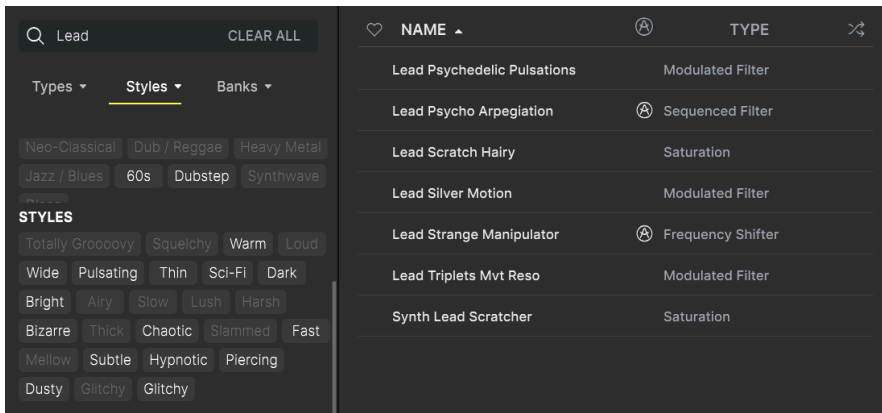 Lead CLEAR ALL
Types Styles Banks
Neo-Classical Dub / Reggae Heavy Metal
Jazz / Blues 60s Dubstep Synthwave
STYLES
Totally Groooovy Squelchy Warm Loud
Wide Pulsating Thin Sci-Fi Dark
Bright Airy Slow Lush Harsh
Bizarre Thick Chaotic Slammed Fast
Mellow Subtle Hypnotic Piercing
Dusty Glitchy Glitchy
NAME TYPE
Lead Psychedelic Pulsations Modulated Filter
Lead Psycho Arpegiation Sequenced Filter
Lead Scratch Hairy Saturation
Lead Silver Motion Modulated Filter
Lead Strange Manipulator Frequency Shifter
Lead Triplets Mvt Reso Modulated Filter
Synth Lead Scratcher Saturation